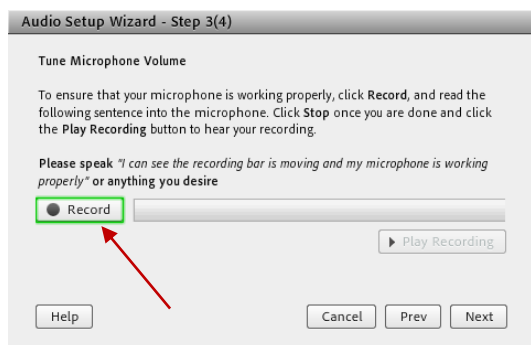 Audio Setup Wizard - Step 3(4)
Tune Microphone Volume
To ensure that your microphone is working properly, click Record, and read the
following sentence into the microphone. Click Stop once you are done and click
the Play Recording button to hear your recording.
Please speak "I can see the recording bar is moving and my microphone is working
properly" or anything you desire
Record
Play Recording
Help Cancel Prev Next